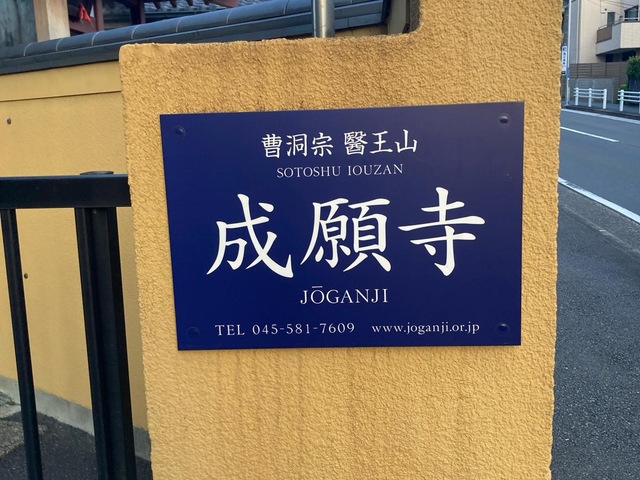 曹洞宗 醫王山
SOTOSHU IOUZAN
成願寺
JŌGANJI
TEL 045-581-7609 www.joganji.or.jp